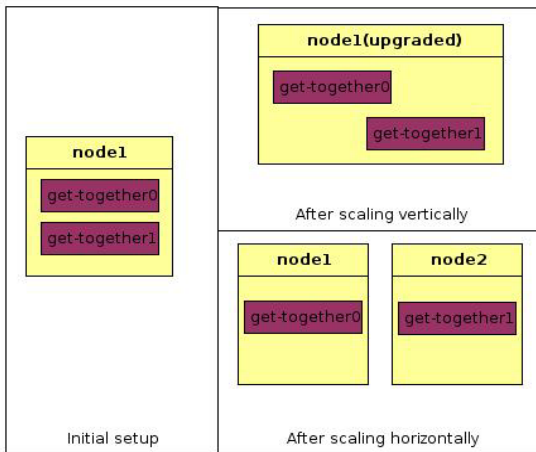 node1
get-together0
get-together1
Initial setup
node1(upgraded)
get-together0
get-together1
After scaling vertically
node1
get-together0
node2
get-together1
After scaling horizontally